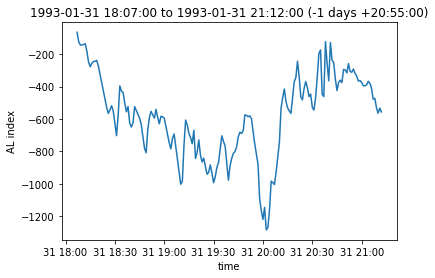 1993-01-31 18:07:00 to 1993-01-31 21:12:00 (-1 days +20:55:00)
AL index
−200
−400
−600
−800
−1000
−1200
31 18:00 31 18:30 31 19:00 31 19:30 31 20:00 31 20:30 31 21:00
time